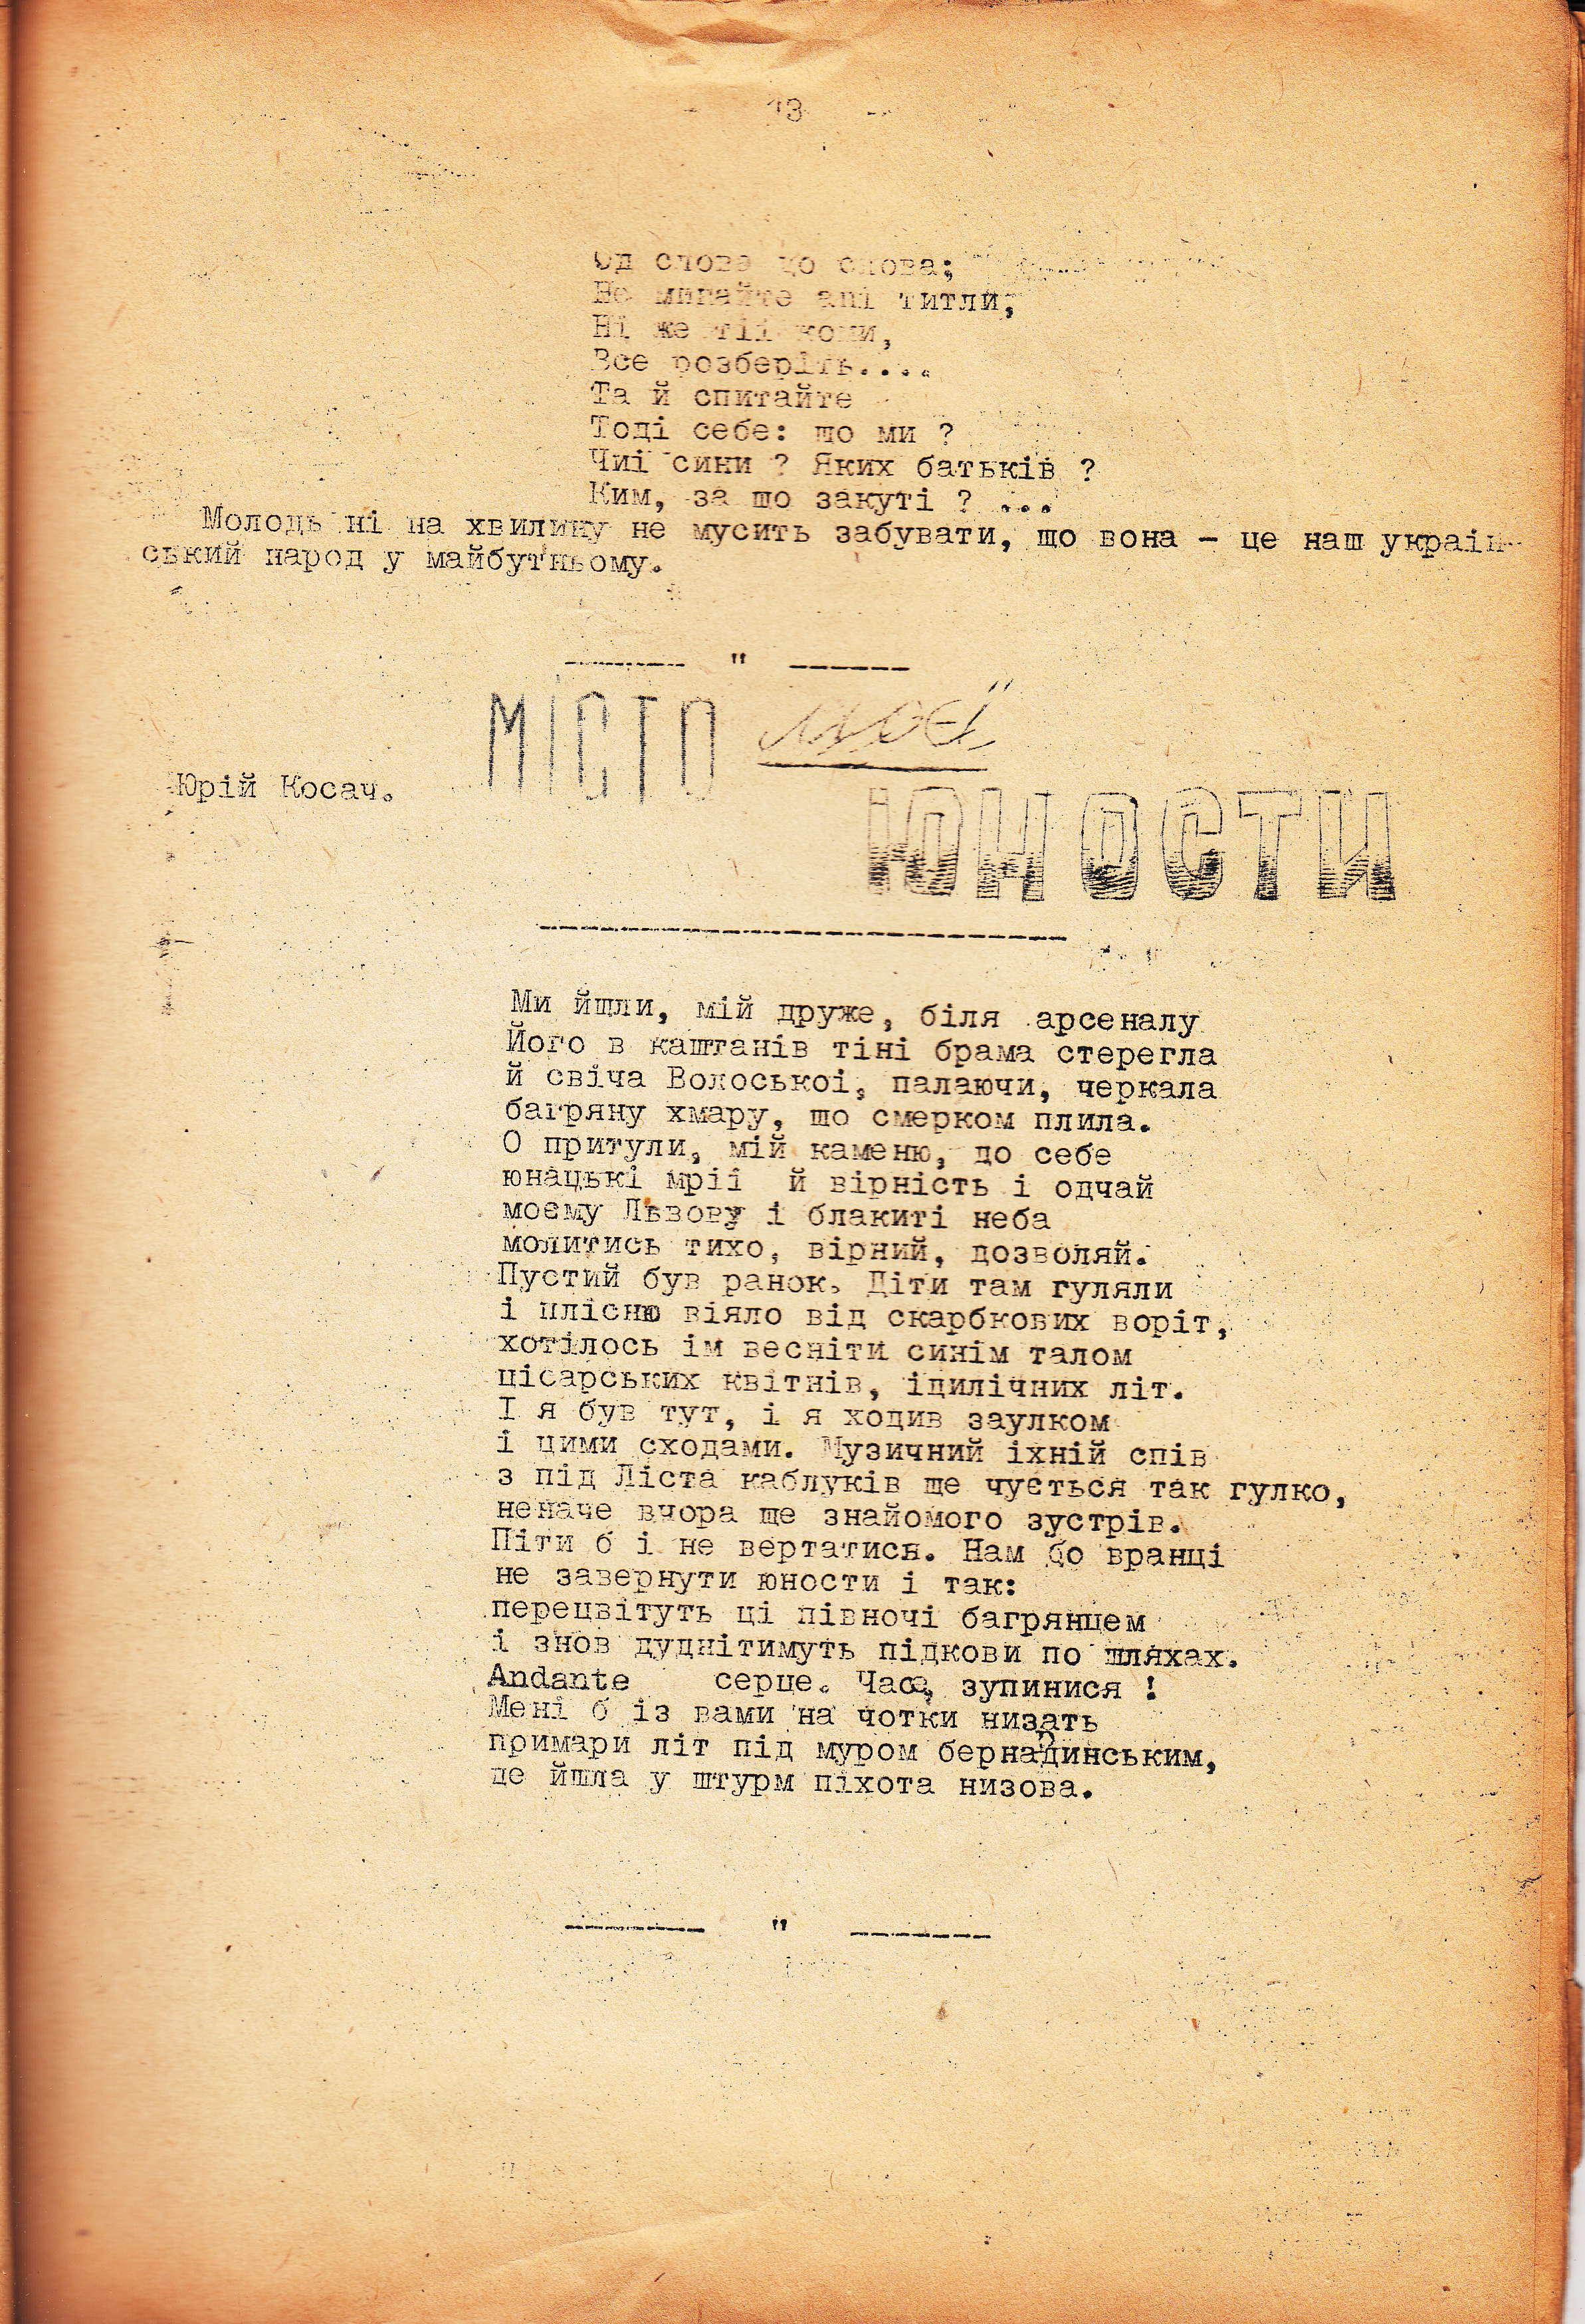 - 13 -
Од слова до слова;
Не минайте ані титли,
Ні же тії коми,
Все розберіть....
Та й спитайте
Тоді себе: що ми ?
Чиі сини ? Яких батьків ?
Ким, за що закуті ? ...
Молодь ні на хвилину не мусить забувати, що вона – це наш украін-
ський народ у майбутньому.
------- " -------
МІСТО моєї
Юрій Косач.
ЮНОСТИ
Ми йшли, мій друже, біля арсеналу
Його в каштанів тіні брама стерегла
й свіча Волоськоі, палаючи, черкала
багряну хмару, що смерком плила.
О притули, мій каменю, до себе
юнацькі мріі й вірність і одчай
моєму Львову і блакиті неба
молитись тихо, вірний, дозволяй.
Пустий був ранок. Діти там гуляли
і плісню віяло від скарбкових воріт,
хотілось ім весніти синім талом
цісарських квітнів, ідилічних літ.
І я був тут, і я ходив заулком
і цими сходами. Музичний іхній спів
з під Ліста каблуків ще чується так гулко,
неначе вчора ще знайомого зустрів.
Піти б і не вертатися. Нам бо вранці
не завернути юности і так:
перецвітуть ці півночі багрянцем
і знов дуднітимуть підкови по шляхах.
Andante серце. Часе, зупинися !
Мені б із вами на чотки низать
примари літ під муром бернардинським,
де йшла у штурм піхота низова.
------- " -------